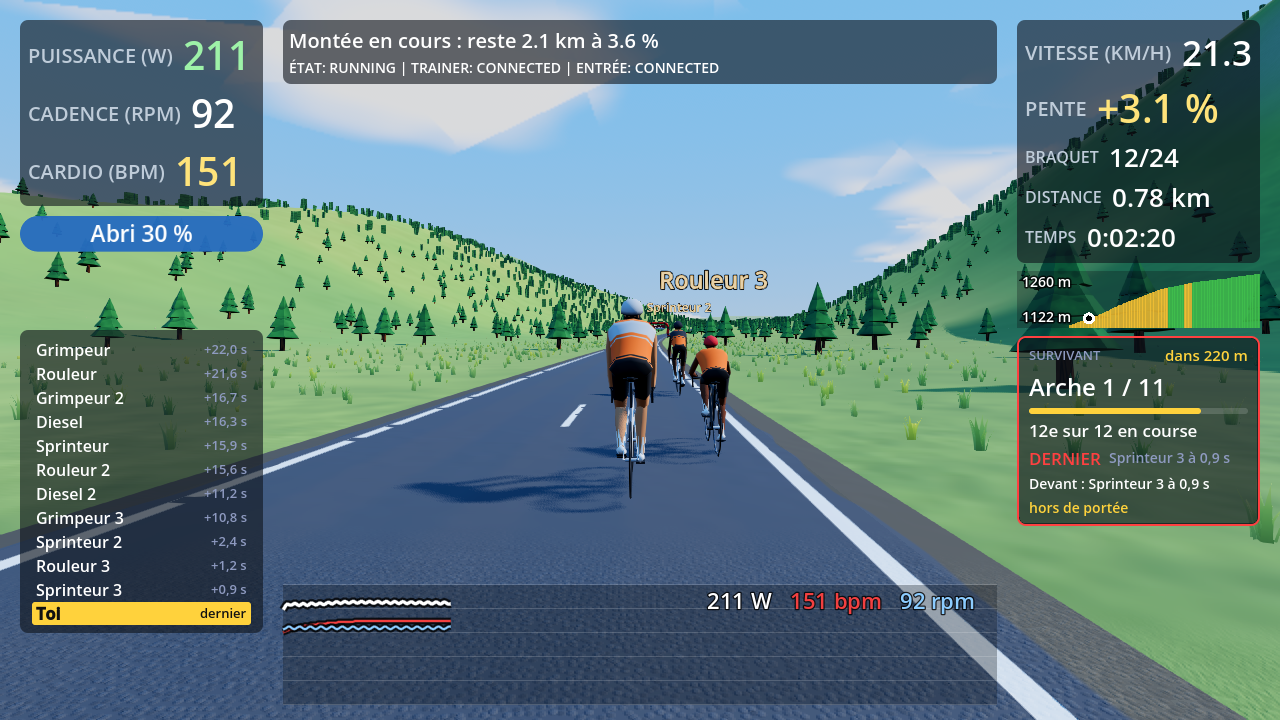 PUISSANCE (W) 211
CADENCE (RPM) 92
CARDIO (BPM) 151
Abri 30 %
Montée en cours : reste 2.1 km à 3.6 %
ÉTAT: RUNNING | TRAINER: CONNECTED | ENTRÉE: CONNECTED
VITESSE (KM/H) 21.3
PENTE +3.1 %
BRAQUET 12/24
DISTANCE 0.78 km
TEMPS 0:02:20
1260 m
1122 m
SURVIVANT dans 220 m
Arche 1 / 11
12e sur 12 en course
DERNIER Sprinteur 3 à 0,9 s
Devant : Sprinteur 3 à 0,9 s
hors de portée
Rouleur 3
Sprinteur 2
Grimpeur +22,0 s
Rouleur +21,6 s
Grimpeur 2 +16,7 s
Diesel +16,3 s
Sprinteur +15,9 s
Rouleur 2 +15,6 s
Diesel 2 +11,2 s
Grimpeur 3 +10,8 s
Sprinteur 2 +2,4 s
Rouleur 3 +1,2 s
Sprinteur 3 +0,9 s
Toi dernier
211 W 151 bpm 92 rpm